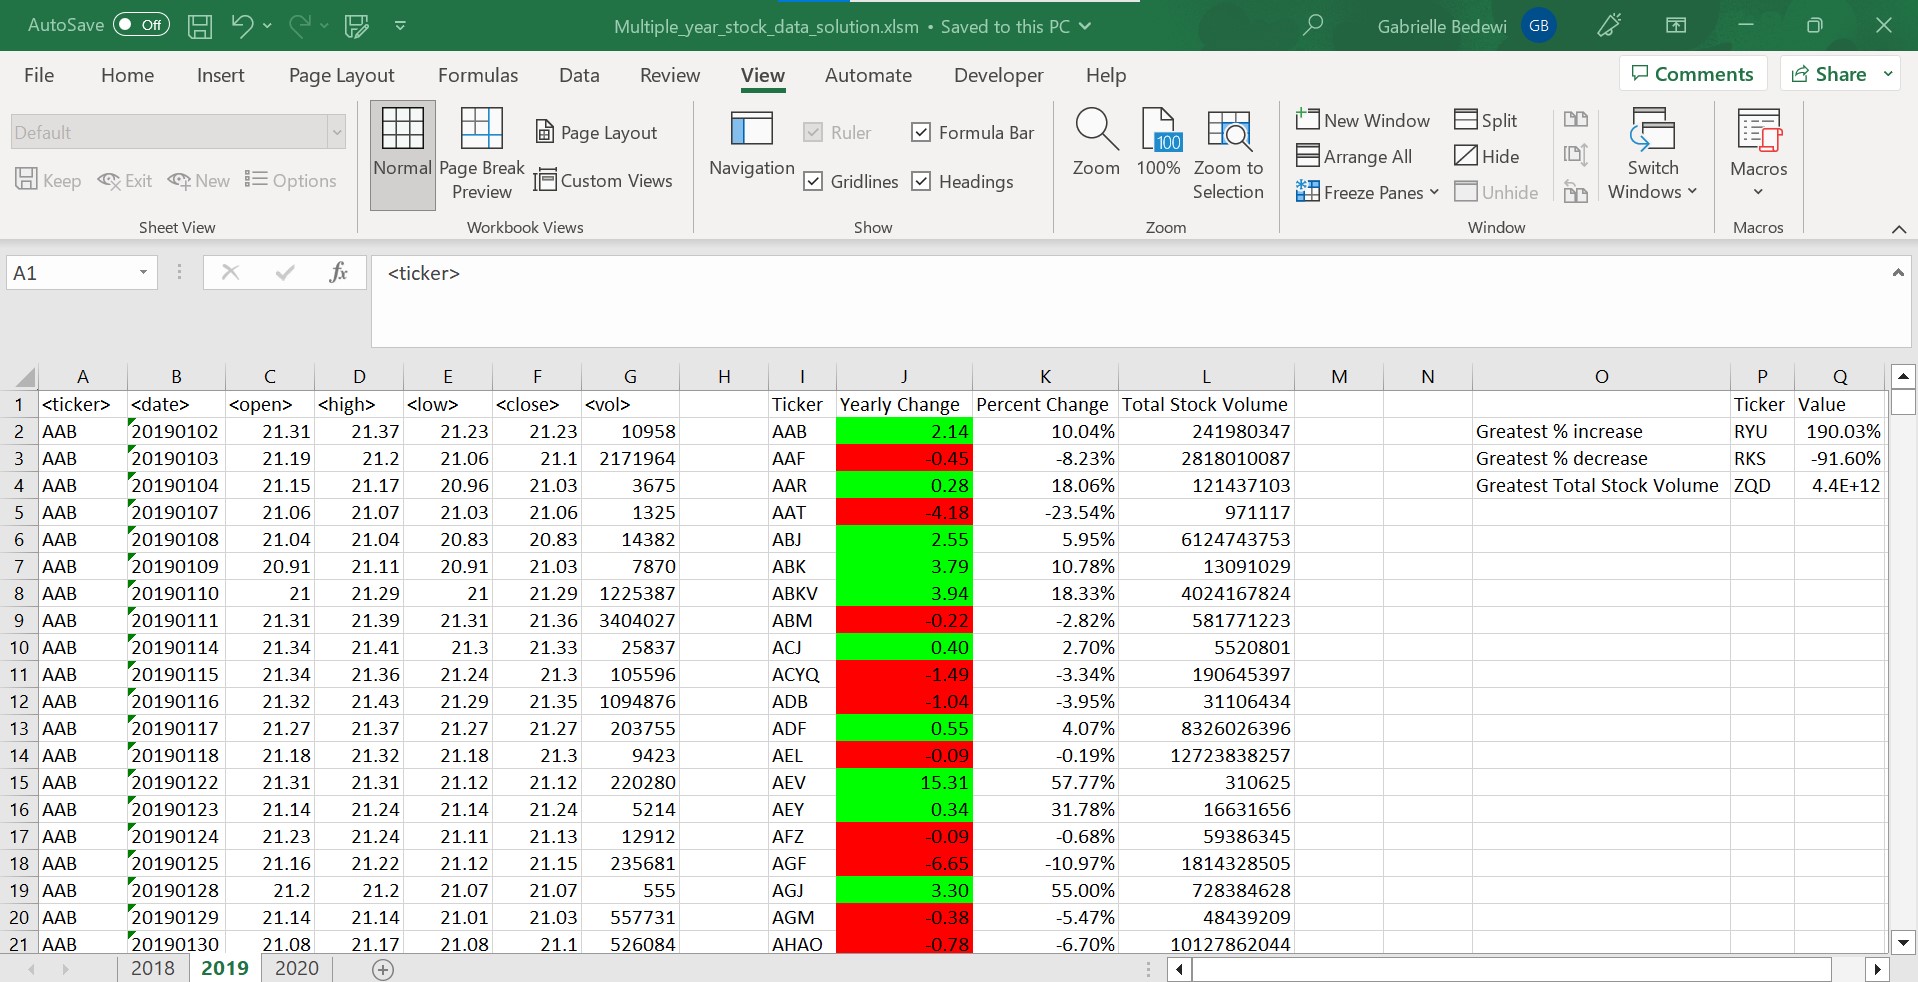 AutoSave Off Multiple_year_stock_data_solution.xlsm • Saved to this PC Gabrielle Bedewi GB
File Home Insert Page Layout Formulas Data Review View Automate Developer Help Comments Share
Default
Keep Exit New Options
Sheet View
Normal
Page Break Preview
Page Layout
Custom Views
Workbook Views
Navigation
Ruler Formula Bar
Gridlines Headings
Show
Zoom
100 100%
Zoom to Selection
Zoom
New Window
Arrange All
Freeze Panes
Split
Hide
Unhide
Switch Windows
Window
Macros
Macros
A1 fx <ticker>
A B C D E F G H I J K L M N O P Q
1 <ticker> <date> <open> <high> <low> <close> <vol> Ticker Yearly Change Percent Change Total Stock Volume Ticker Value
2 AAB 20190102 21.31 21.37 21.23 21.23 10958 AAB 2.14 10.04% 241980347 Greatest % increase RYU 190.03%
3 AAB 20190103 21.19 21.2 21.06 21.1 2171964 AAF -0.45 -8.23% 2818010087 Greatest % decrease RKS -91.60%
4 AAB 20190104 21.15 21.17 20.96 21.03 3675 AAR 0.28 18.06% 121437103 Greatest Total Stock Volume ZQD 4.4E+12
5 AAB 20190107 21.06 21.07 21.03 21.06 1325 AAT -4.18 -23.54% 971117
6 AAB 20190108 21.04 21.04 20.83 20.83 14382 ABJ 2.55 5.95% 6124743753
7 AAB 20190109 20.91 21.11 20.91 21.03 7870 ABK 3.79 10.78% 13091029
8 AAB 20190110 21 21.29 21 21.29 1225387 ABKV 3.94 18.33% 4024167824
9 AAB 20190111 21.31 21.39 21.31 21.36 3404027 ABM -0.22 -2.82% 581771223
10 AAB 20190114 21.34 21.41 21.3 21.33 25837 ACJ 0.40 2.70% 5520801
11 AAB 20190115 21.34 21.36 21.24 21.3 105596 ACYQ -1.49 -3.34% 190645397
12 AAB 20190116 21.32 21.43 21.29 21.35 1094876 ADB -1.04 -3.95% 31106434
13 AAB 20190117 21.27 21.37 21.27 21.27 203755 ADF 0.55 4.07% 8326026396
14 AAB 20190118 21.18 21.32 21.18 21.3 9423 AEL -0.09 -0.19% 12723838257
15 AAB 20190122 21.31 21.31 21.12 21.12 220280 AEV 15.31 57.77% 310625
16 AAB 20190123 21.14 21.24 21.14 21.24 5214 AEY 0.34 31.78% 16631656
17 AAB 20190124 21.23 21.24 21.11 21.13 12912 AFZ -0.09 -0.68% 59386345
18 AAB 20190125 21.16 21.22 21.12 21.15 235681 AGF -6.65 -10.97% 1814328505
19 AAB 20190128 21.2 21.2 21.07 21.07 555 AGJ 3.30 55.00% 728384628
20 AAB 20190129 21.14 21.14 21.01 21.03 557731 AGM -0.38 -5.47% 48439209
21 AAB 20190130 21.08 21.17 21.08 21.1 526084 AHAO -0.78 -6.70% 10127862044
2018 2019 2020